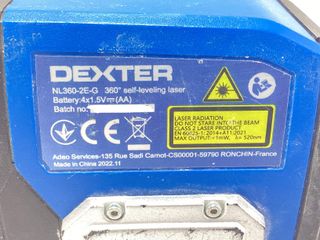 DEXTER
NL360-2E-G 360° self-leveling laser
Battery:4x1.5V⎓(AA)
Batch no.
LASER RADIATION
DO NOT STARE INTO THE BEAM
CLASS 2 LASER PRODUCT
EN 60825-1:2014+A11:2021
MAX OUTPUT: <1mW, λ= 520nm
CE
Adeo Services-135 Rue Sadi Carnot-CS00001-59790 RONCHIN-France
Made in China 2022.11